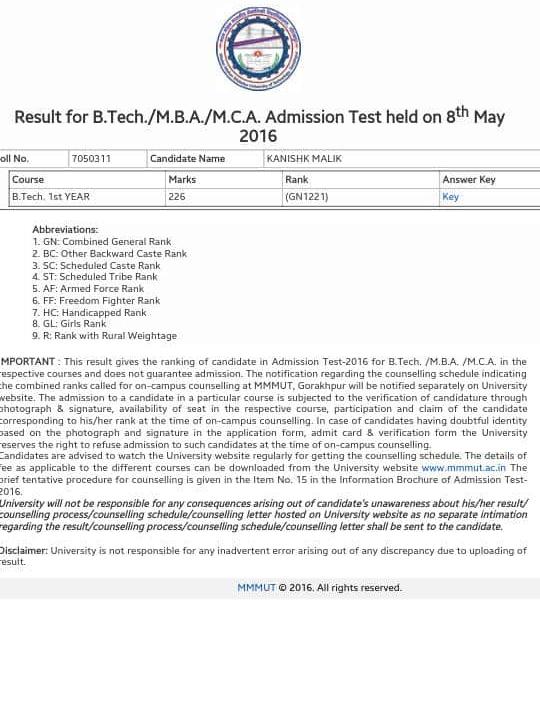 Result for B.Tech./M.B.A./M.C.A. Admission Test held on 8th May
2016
oll No. 7050311 Candidate Name KANISHK MALIK
Course Marks Rank Answer Key
B.Tech. 1st YEAR 226 (GN1221) Key
Abbreviations:
1. GN: Combined General Rank
2. BC: Other Backward Caste Rank
3. SC: Scheduled Caste Rank
4. ST: Scheduled Tribe Rank
5. AF: Armed Force Rank
6. FF: Freedom Fighter Rank
7. HC: Handicapped Rank
8. GL: Girls Rank
9. R: Rank with Rural Weightage
IMPORTANT : This result gives the ranking of candidate in Admission Test-2016 for B.Tech. /M.B.A. /M.C.A. in the
respective courses and does not guarantee admission. The notification regarding the counselling schedule indicating
the combined ranks called for on-campus counselling at MMMUT, Gorakhpur will be notified separately on University
website. The admission to a candidate in a particular course is subjected to the verification of candidature through
photograph & signature, availability of seat in the respective course, participation and claim of the candidate
corresponding to his/her rank at the time of on-campus counselling. In case of candidates having doubtful identity
based on the photograph and signature in the application form, admit card & verification form the University
reserves the right to refuse admission to such candidates at the time of on-campus counselling.
Candidates are advised to watch the University website regularly for getting the counselling schedule. The details of
fee as applicable to the different courses can be downloaded from the University website www.mmmut.ac.in The
brief tentative procedure for counselling is given in the Item No. 15 in the Information Brochure of Admission Test-
2016.
University will not be responsible for any consequences arising out of candidate's unawareness about his/her result/
counselling process/counselling schedule/counselling letter hosted on University website as no separate intimation
regarding the result/counselling process/counselling schedule/counselling letter shall be sent to the candidate.
Disclaimer: University is not responsible for any inadvertent error arising out of any discrepancy due to uploading of
result.
MMMUT © 2016. All rights reserved.